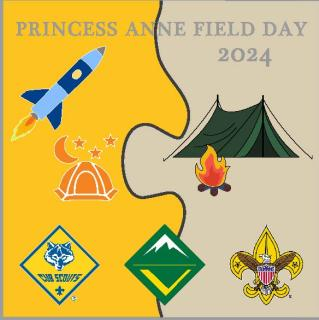 PRINCESS ANNE FIELD DAY
2024
CUB SCOUTS